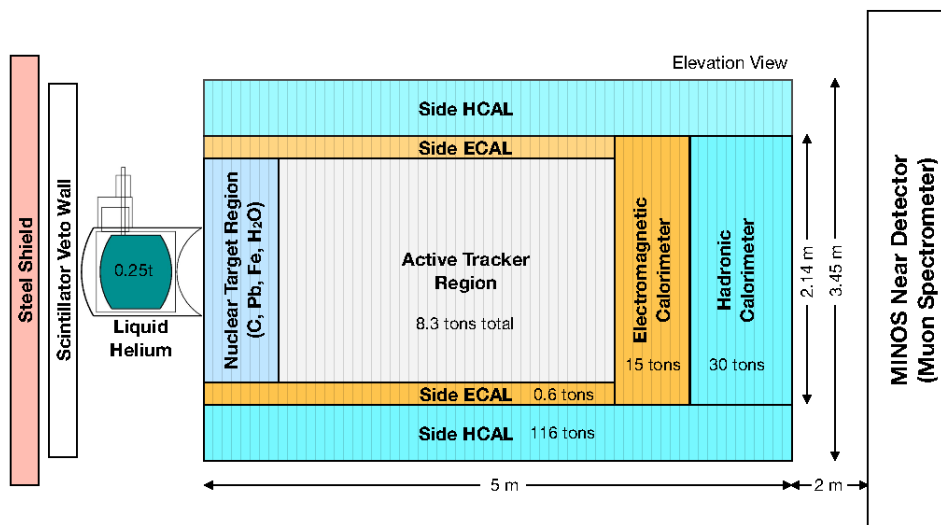 Elevation View
Steel Shield
Scintillator Veto Wall
0.25t
Liquid
Helium
Side HCAL
Side ECAL
Nuclear Target Region
(C, Pb, Fe, H₂O)
Active Tracker
Region
8.3 tons total
Electromagnetic
Calorimeter
15 tons
Hadronic
Calorimeter
30 tons
Side ECAL 0.6 tons
Side HCAL 116 tons
2.14 m
3.45 m
5 m
2 m
MINOS Near Detector
(Muon Spectrometer)